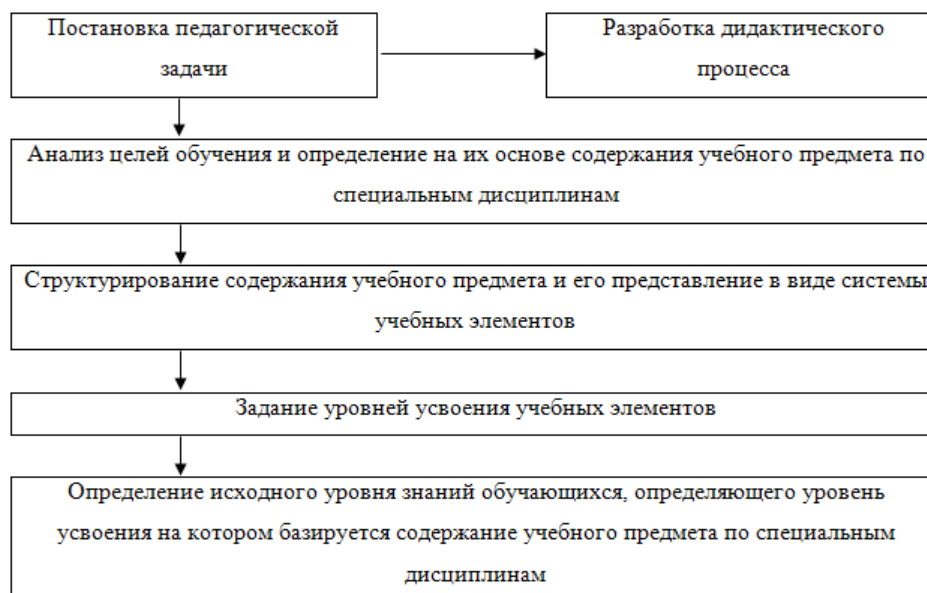 Постановка педагогической
задачи
Разработка дидактического
процесса
Анализ целей обучения и определение на их основе содержания учебного предмета по
специальным дисциплинам
Структурирование содержания учебного предмета и его представление в виде системы
учебных элементов
Задание уровней усвоения учебных элементов
Определение исходного уровня знаний обучающихся, определяющего уровень
усвоения на котором базируется содержание учебного предмета по специальным
дисциплинам